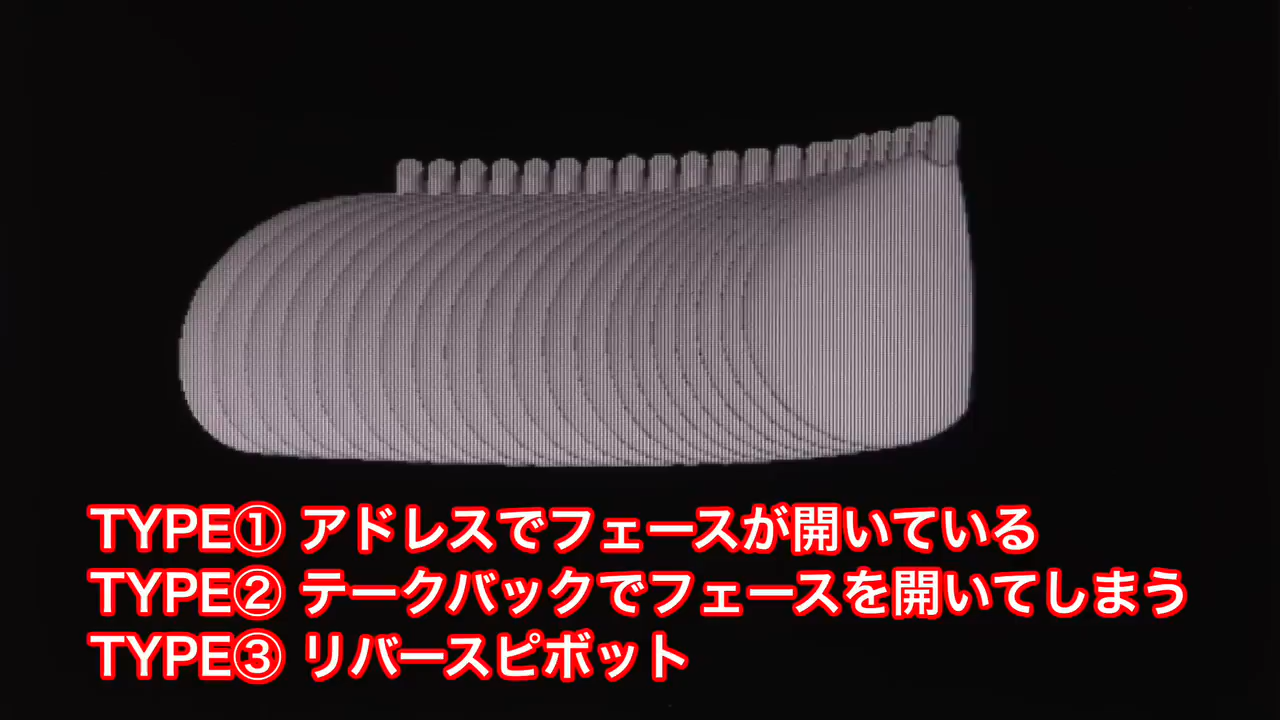 TYPE① アドレスでフェースが開いている
TYPE② テークバックでフェースを開いてしまう
TYPE③ リバースピボット